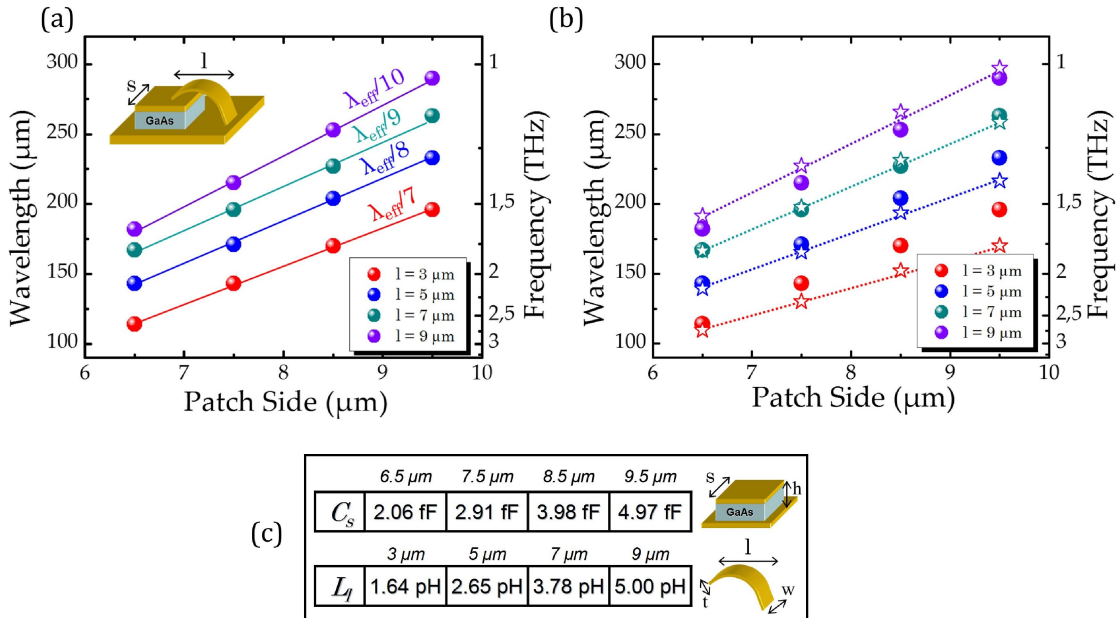 (a)
300
250
200
150
100
Wavelength (μm)
6 7 8 9 10
Patch Side (μm)
1
1,5
2
2,5
3
Frequency (THz)
s
l
GaAs
λeff/10
λeff/9
λeff/8
λeff/7
l = 3 μm
l = 5 μm
l = 7 μm
l = 9 μm
(b)
300
250
200
150
100
Wavelength (μm)
6 7 8 9 10
Patch Side (μm)
1
1,5
2
2,5
3
Frequency (THz)
l = 3 μm
l = 5 μm
l = 7 μm
l = 9 μm
(c)
6.5 μm 7.5 μm 8.5 μm 9.5 μm
Cs 2.06 fF 2.91 fF 3.98 fF 4.97 fF
3 μm 5 μm 7 μm 9 μm
Ll 1.64 pH 2.65 pH 3.78 pH 5.00 pH
s
h
GaAs
l
t
w